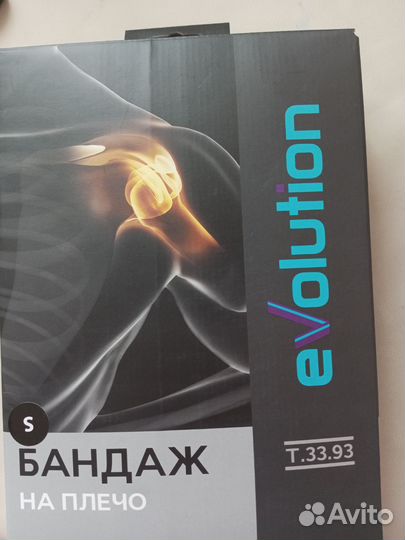 evolution
T.33.93
S
БАНДАЖ
НА ПЛЕЧО
Avito